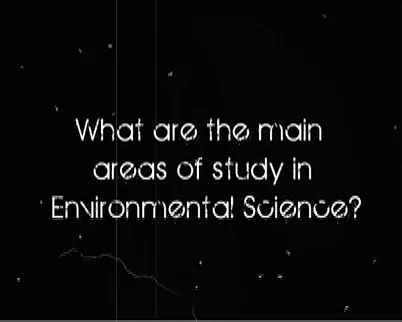 What are the main
areas of study in
Environmental Science?